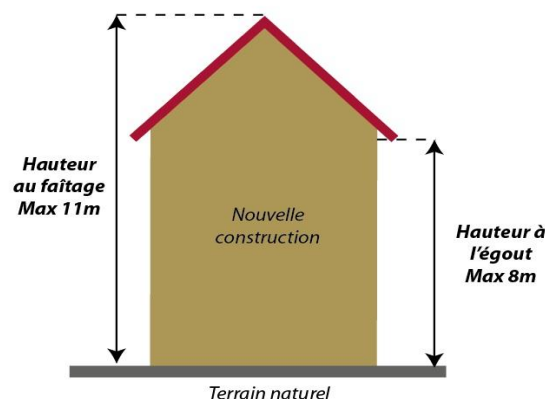 Hauteur
au faîtage
Max 11m
Nouvelle
construction
Hauteur à
l'égout
Max 8m
Terrain naturel